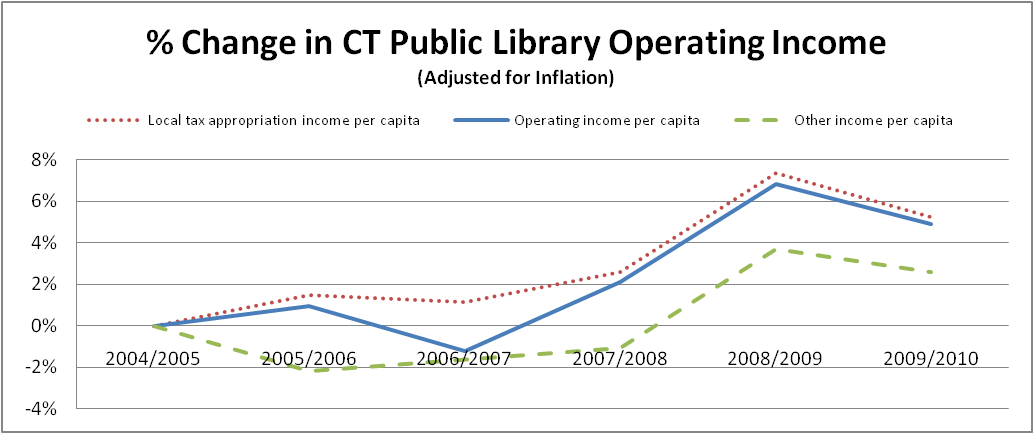 % Change in CT Public Library Operating Income
(Adjusted for Inflation)
Local tax appropriation income per capita Operating income per capita Other income per capita
8%
6%
4%
2%
0%
2004/2005 2005/2006 2006/2007 2007/2008 2008/2009 2009/2010
-2%
-4%